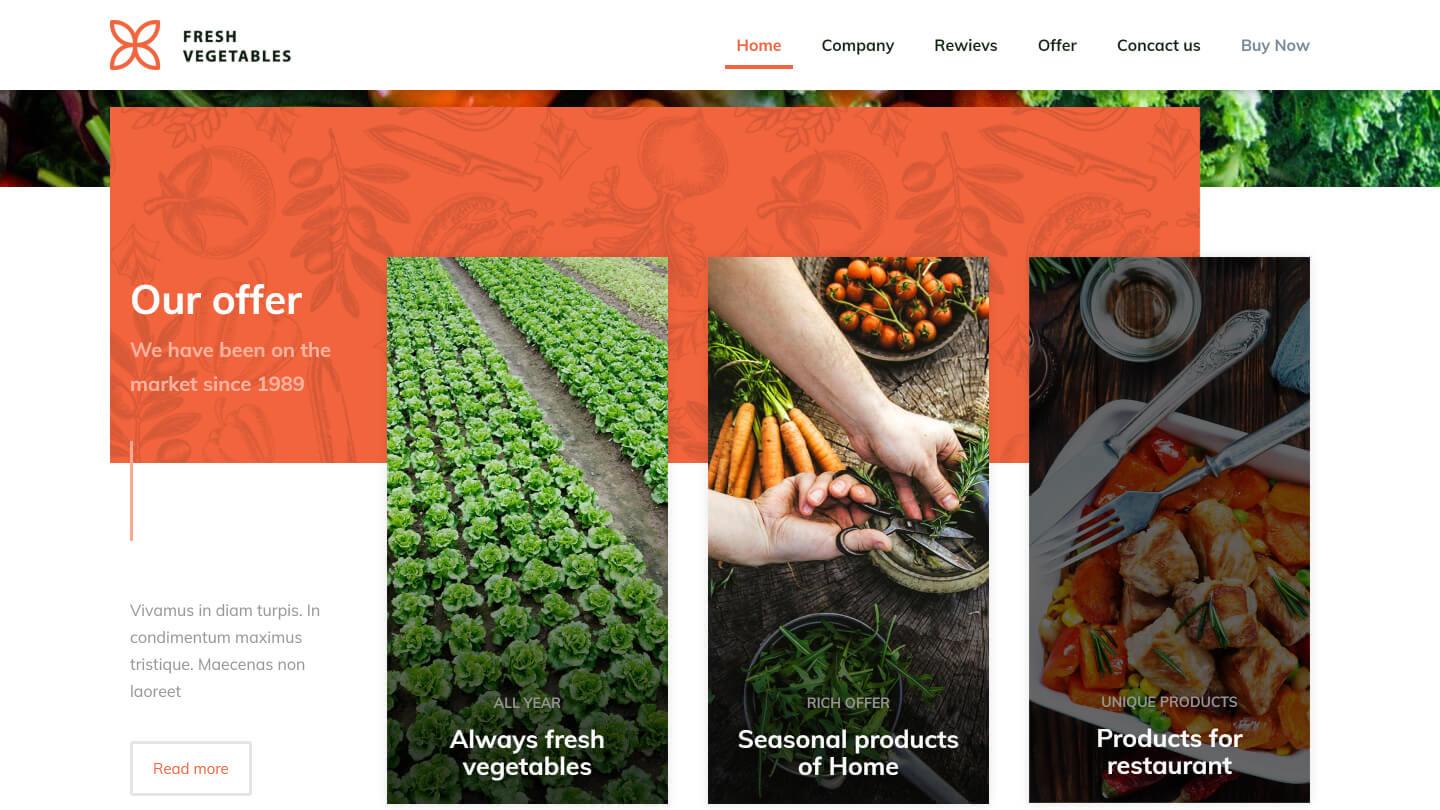 FRESH
VEGETABLES
Home
Company
Rewievs
Offer
Concact us
Buy Now
Our offer
We have been on the
market since 1989
Vivamus in diam turpis. In
condimentum maximus
tristique. Maecenas non
laoreet
Read more
ALL YEAR
Always fresh
vegetables
RICH OFFER
Seasonal products
of Home
UNIQUE PRODUCTS
Products for
restaurant